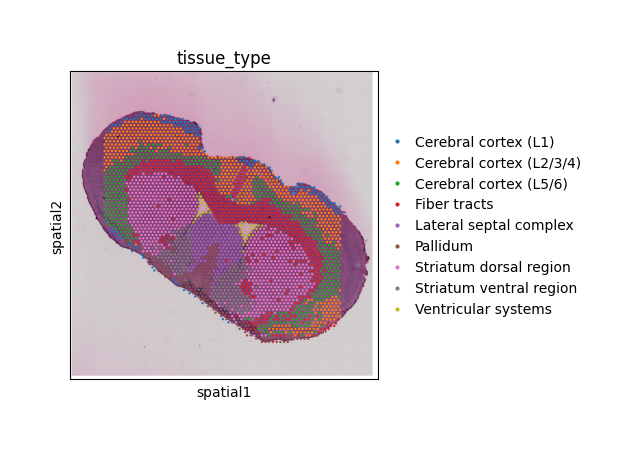 tissue_type
spatial2
spatial1
Cerebral cortex (L1)
Cerebral cortex (L2/3/4)
Cerebral cortex (L5/6)
Fiber tracts
Lateral septal complex
Pallidum
Striatum dorsal region
Striatum ventral region
Ventricular systems